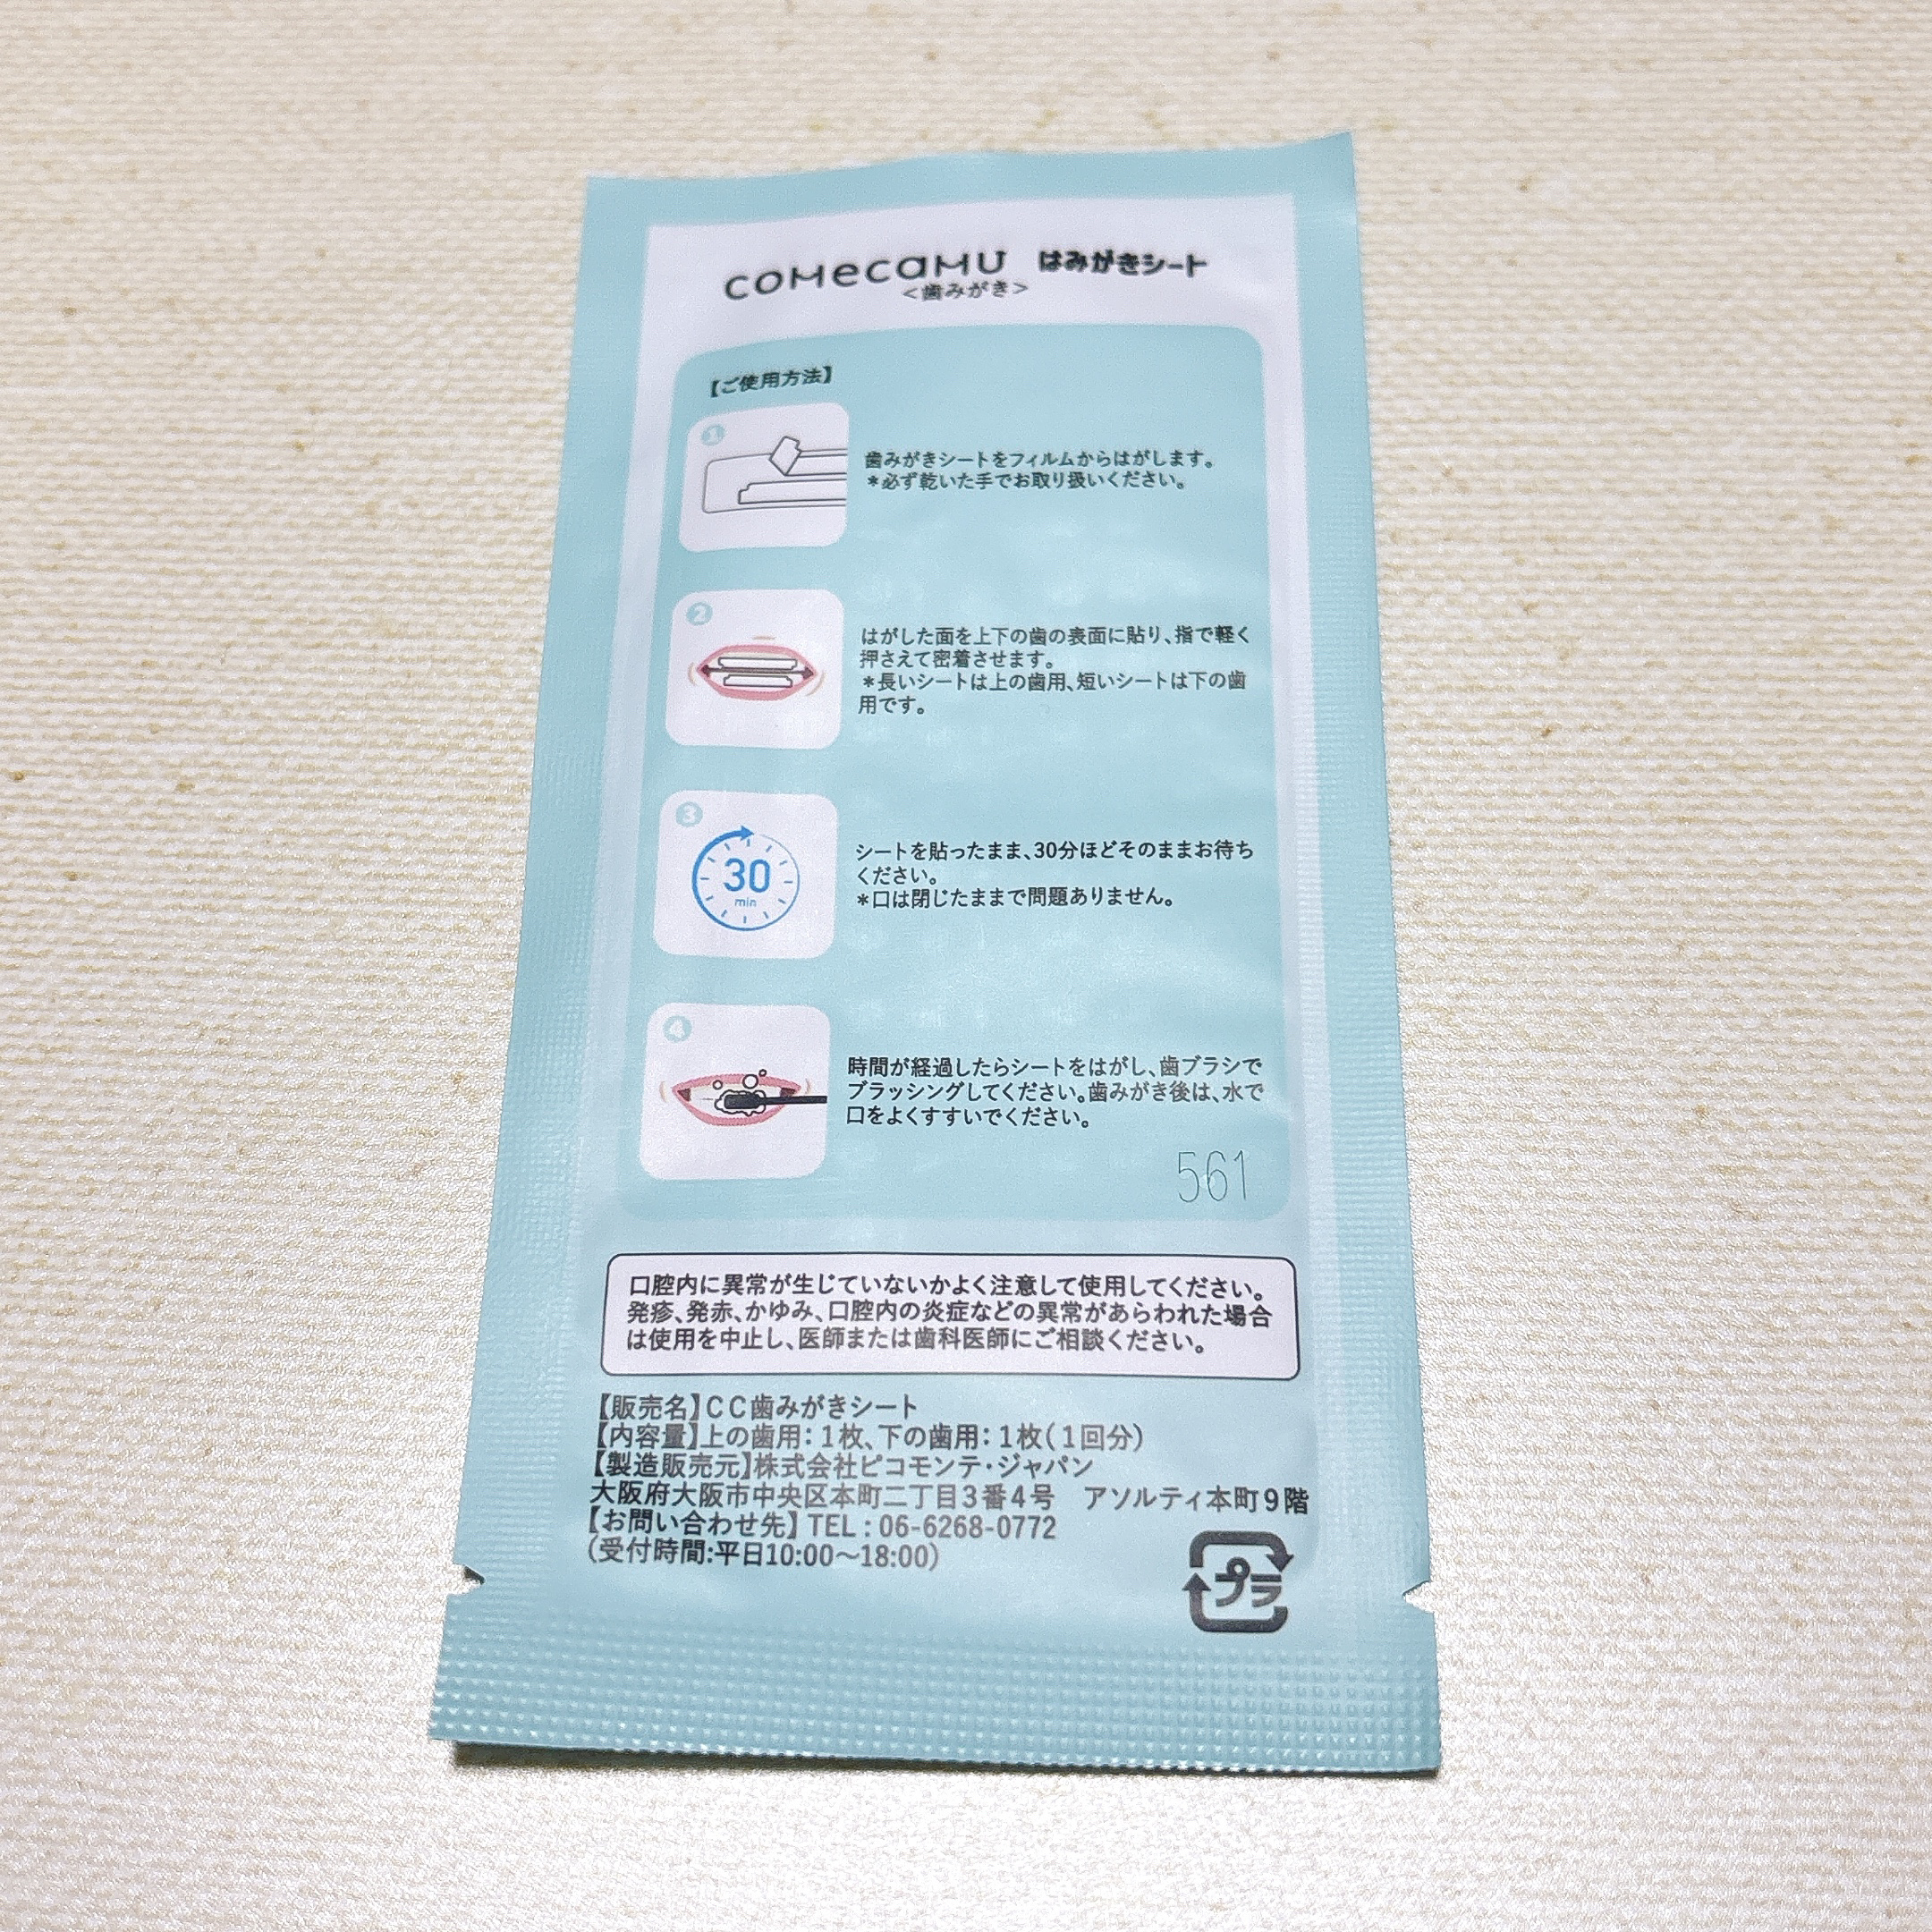 COMECAMU はみがきシート
<歯みがき>
【ご使用方法】
1
歯みがきシートをフィルムからはがします。
*必ず乾いた手でお取り扱いください。
2
はがした面を上下の歯の表面に貼り、指で軽く
押さえて密着させます。
*長いシートは上の歯用、短いシートは下の歯
用です。
3
30
min
シートを貼ったまま、30分ほどそのままお待ち
ください。
*口は閉じたままで問題ありません。
4
時間が経過したらシートをはがし、歯ブラシで
ブラッシングしてください。歯みがき後は、水で
口をよくすすいでください。
561
口腔内に異常が生じていないかよく注意して使用してください。
発疹、発赤、かゆみ、口腔内の炎症などの異常があらわれた場合
は使用を中止し、医師または歯科医師にご相談ください。
【販売名】CC歯みがきシート
【内容量】上の歯用：1枚、下の歯用：1枚（1回分）
【製造販売元】株式会社ピコモンテ・ジャパン
大阪府大阪市中央区本町二丁目3番4号　アソルティ本町9階
【お問い合わせ先】TEL：06-6268-0772
（受付時間:平日10:00〜18:00）
プラ